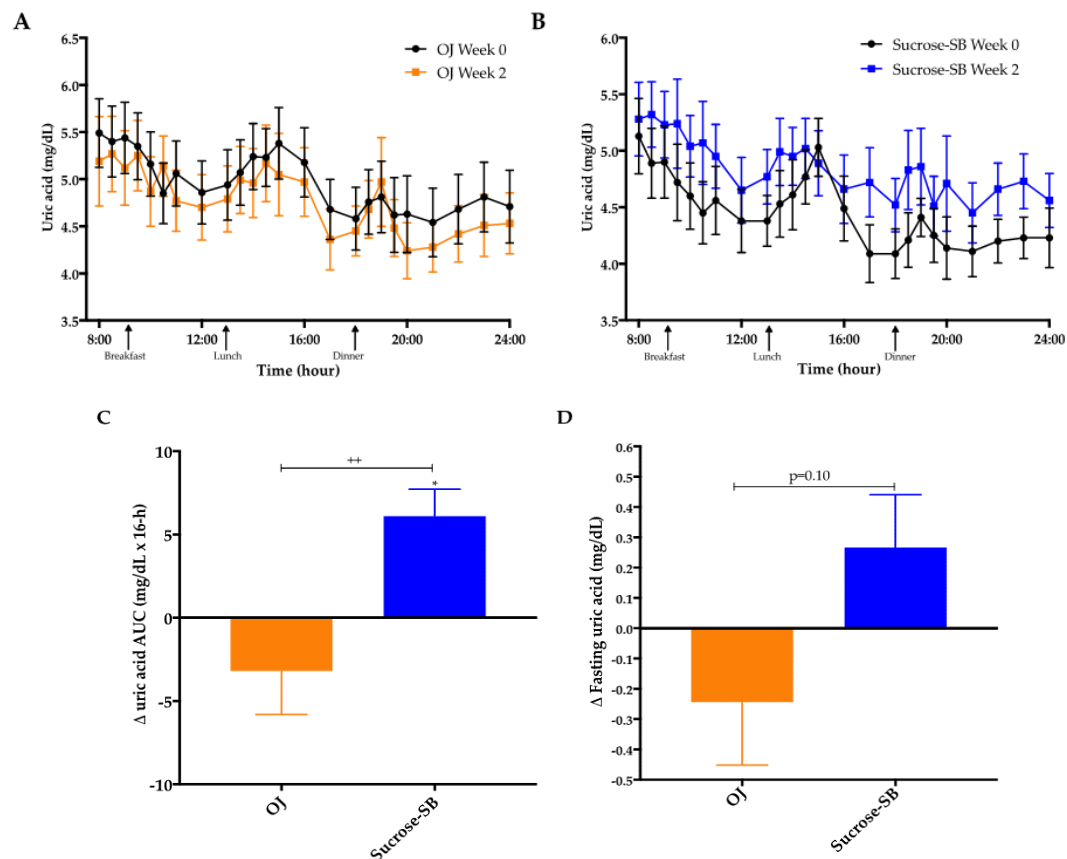 A
6.5
6.0
5.5
5.0
4.5
4.0
3.5
Uric acid (mg/dL)
OJ Week 0
OJ Week 2
8:00 12:00 16:00 20:00 24:00
Breakfast Lunch Dinner
Time (hour)
B
6.0
5.5
5.0
4.5
4.0
3.5
Uric acid (mg/dL)
Sucrose-SB Week 0
Sucrose-SB Week 2
8:00 12:00 16:00 20:00 24:00
Breakfast Lunch Dinner
Time (hour)
C
10
5
0
-5
-10
Δ uric acid AUC (mg/dL x 16-h)
++
*
OJ
Sucrose-SB
D
0.6
0.5
0.4
0.3
0.2
0.1
0.0
-0.1
-0.2
-0.3
-0.4
-0.5
Δ Fasting uric acid (mg/dL)
p=0.10
OJ
Sucrose-SB